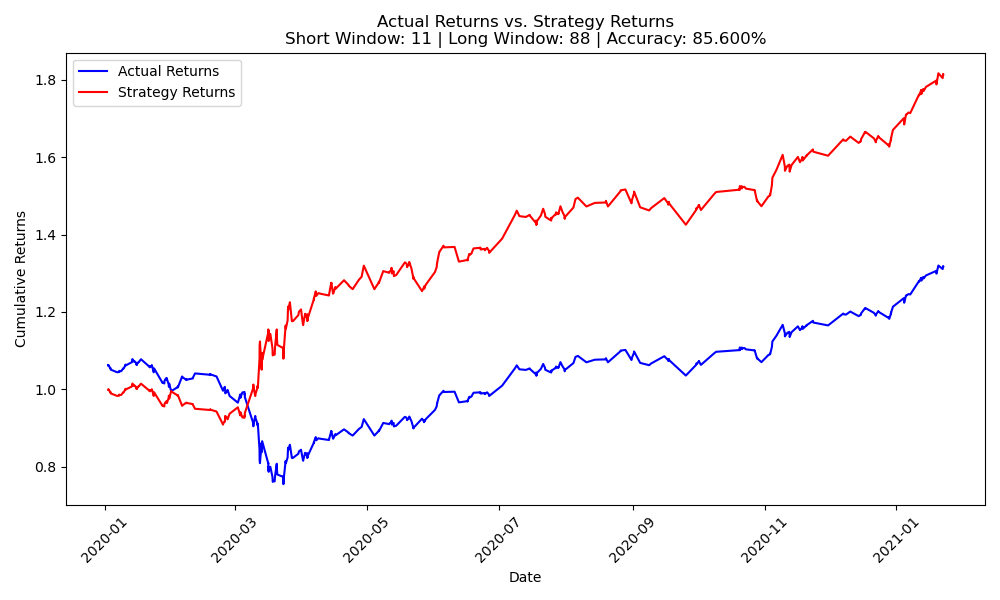 Actual Returns vs. Strategy Returns
Short Window: 11 | Long Window: 88 | Accuracy: 85.600%
Actual Returns
Strategy Returns
Cumulative Returns
1.8
1.6
1.4
1.2
1.0
0.8
2020-01
2020-03
2020-05
2020-07
2020-09
2020-11
2021-01
Date